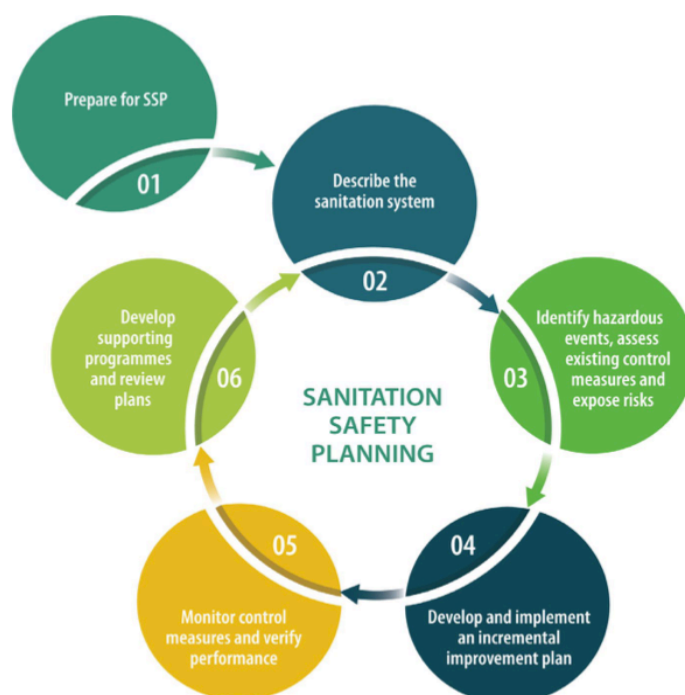 Prepare for SSP
01
Describe the
sanitation system
02
Identify hazardous
events, assess
existing control
measures and
expose risks
03
Develop and implement
an incremental
improvement plan
04
Monitor control
measures and verify
performance
05
Develop
supporting
programmes
and review
plans
06
SANITATION
SAFETY
PLANNING